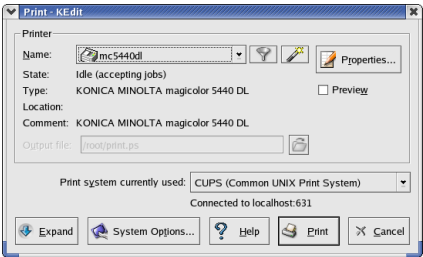 Print - KEdit
Printer
Name: mc5440dl Properties...
State: Idle (accepting jobs)
Type: KONICA MINOLTA magicolor 5440 DL Preview
Location:
Comment: KONICA MINOLTA magicolor 5440 DL
Output file: /root/print.ps
Print system currently used: CUPS (Common UNIX Print System)
Connected to localhost:631
Expand System Options... Help Print Cancel